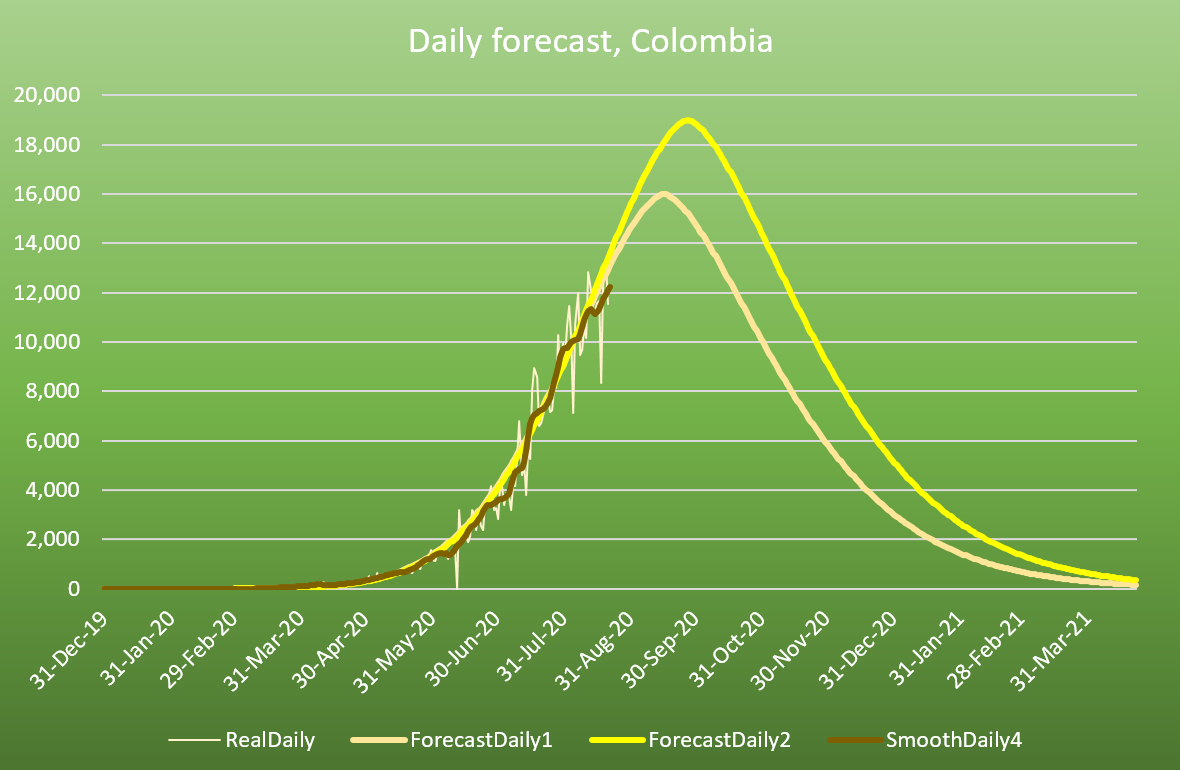 Daily forecast, Colombia
20,000
18,000
16,000
14,000
12,000
10,000
8,000
6,000
4,000
2,000
0
31-Dec-19
31-Jan-20
29-Feb-20
31-Mar-20
30-Apr-20
31-May-20
30-Jun-20
31-Jul-20
31-Aug-20
30-Sep-20
31-Oct-20
30-Nov-20
31-Dec-20
31-Jan-21
28-Feb-21
31-Mar-21
RealDaily
ForecastDaily1
ForecastDaily2
SmoothDaily4